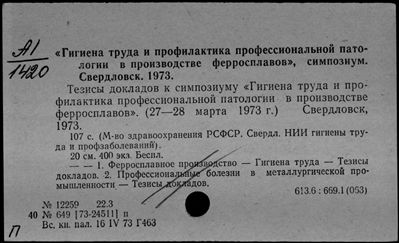 А1
1420
«Гигиена труда и профилактика профессиональной пато-
логии в производстве ферросплавов», симпозиум.
Свердловск. 1973.
Тезисы докладов к симпозиуму «Гигиена труда и про-
филактика профессиональной патологии в производстве
ферросплавов». (27—28 марта 1973 г.) Свердловск,
1973.
107 с. (М-во здравоохранения РСФСР. Свердл. НИИ гигиены тру-
да и профзаболеваний).
20 см. 400 экз. Беспл.
— — 1. Ферросплавное производство — Гигиена труда — Тезисы
докладов. 2. Профессиональные болезни в металлургической про-
мышленности — Тезисы докладов.
613.6 : 669.1 (053)
№ 12259 22.3
40 № 649 [73-24511] п
Вс. кн. пал. 16 IV 73 Г463
П